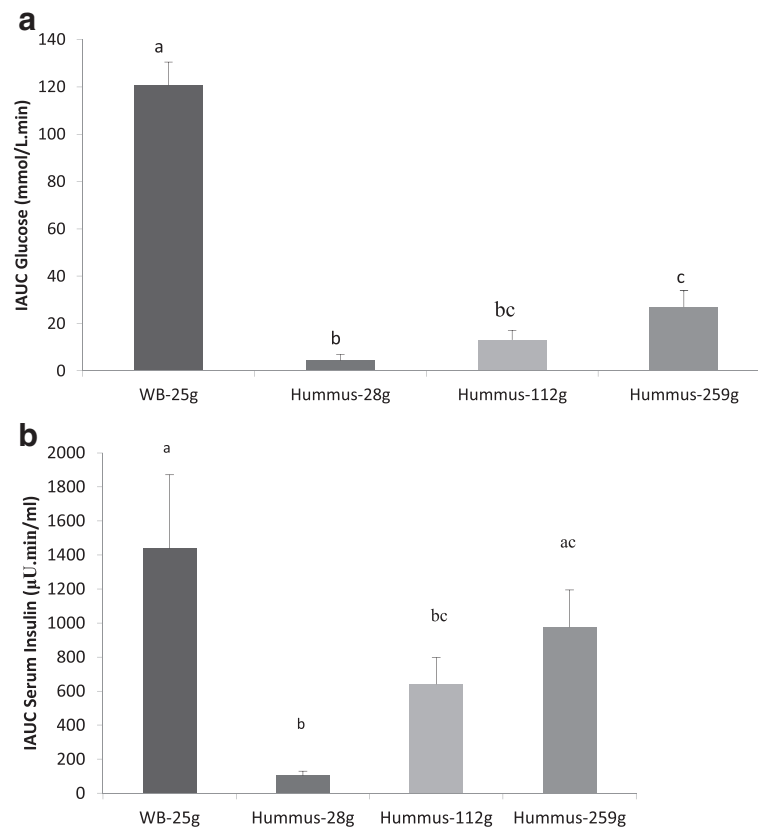 a
140
120
100
80
60
40
20
0
IAUC Glucose (mmol/L.min)
a
b
bc
c
WB-25g Hummus-28g Hummus-112g Hummus-259g
b
2000
1800
1600
1400
1200
1000
800
600
400
200
0
IAUC Serum Insulin (μU.min/ml)
a
b
bc
ac
WB-25g Hummus-28g Hummus-112g Hummus-259g